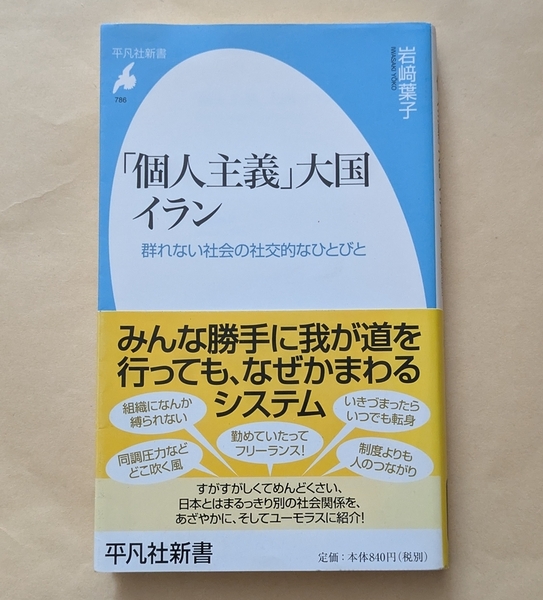 平凡社新書
786
岩﨑葉子
IWASAKI YOKO
「個人主義」大国
イラン
群れない社会の社交的なひとびと
みんな勝手に我が道を
行っても、なぜかまわる
システム
組織になんか
縛られない
いきづまったら
いつでも転身
勤めていたって
フリーランス!
同調圧力など
どこ吹く風
制度よりも
人のつながり
すがすがしくてめんどくさい、
日本とはまるっきり別の社会関係を、
あざやかに、そしてユーモラスに紹介!
平凡社新書
定価:本体840円(税別)